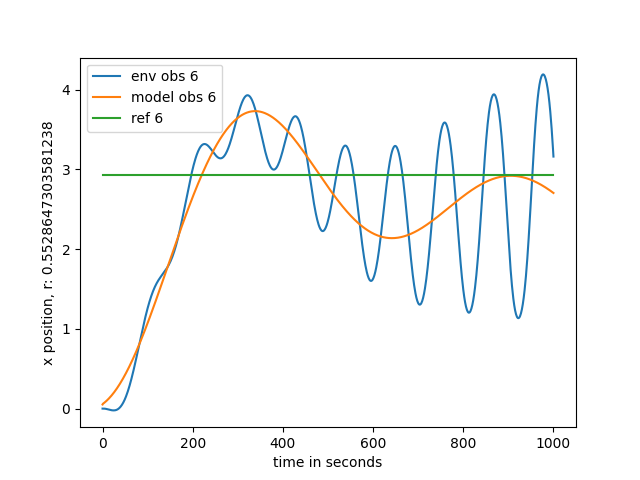 env obs 6
model obs 6
ref 6
4
3
2
1
0
x position, r: 0.5528647303581238
0 200 400 600 800 1000
time in seconds